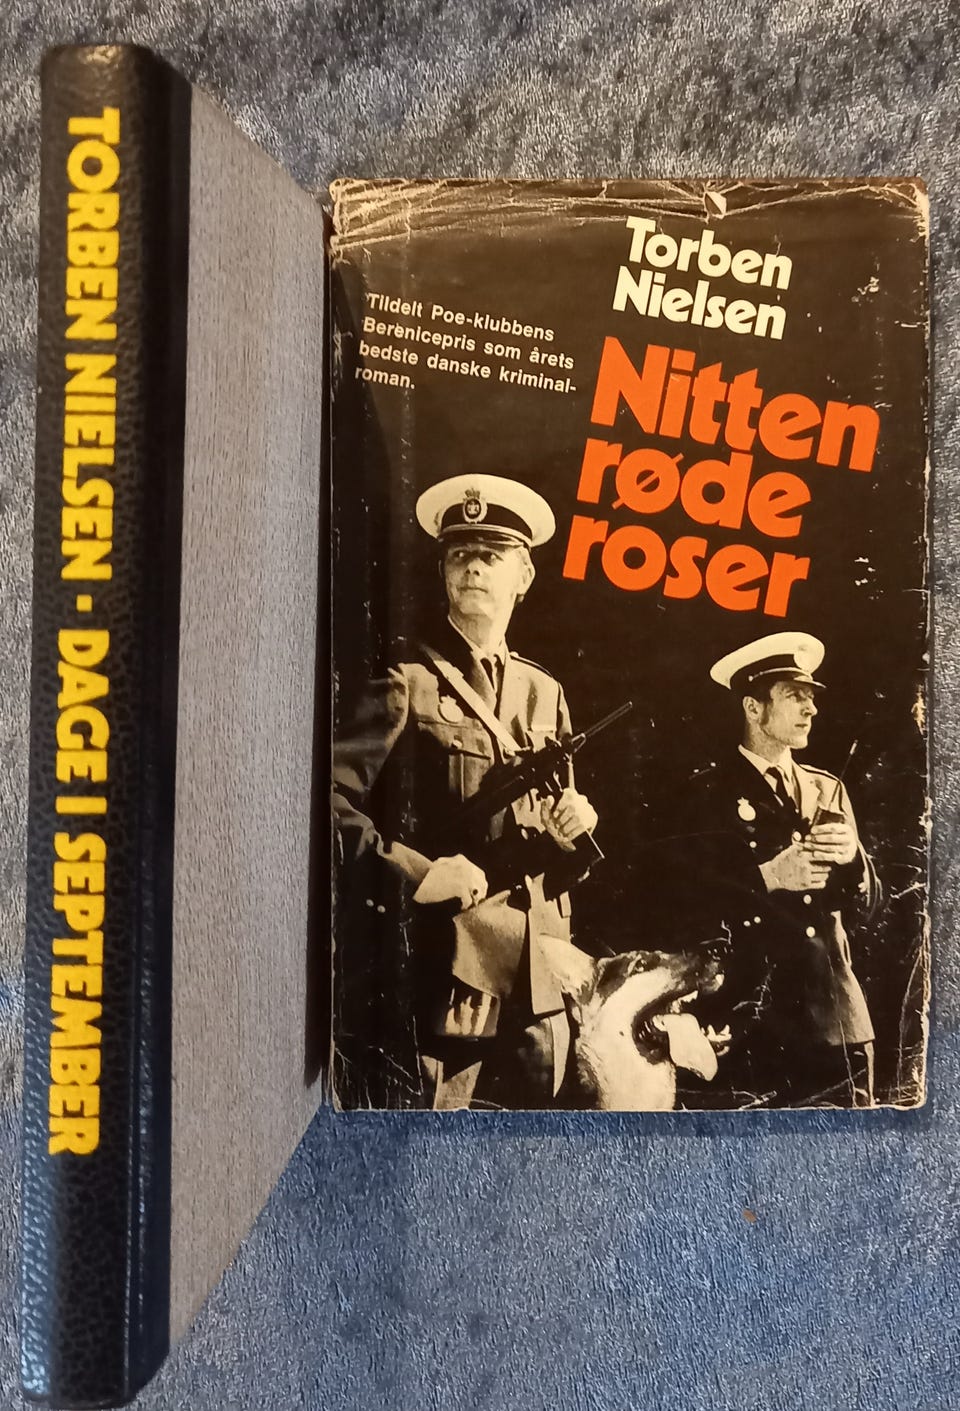 TORBEN NIELSEN · DAGE I SEPTEMBER
Torben
Nielsen
Tildelt Poe-klubbens
Berenicepris som årets
bedste danske kriminal-
roman.
Nitten
røde
roser